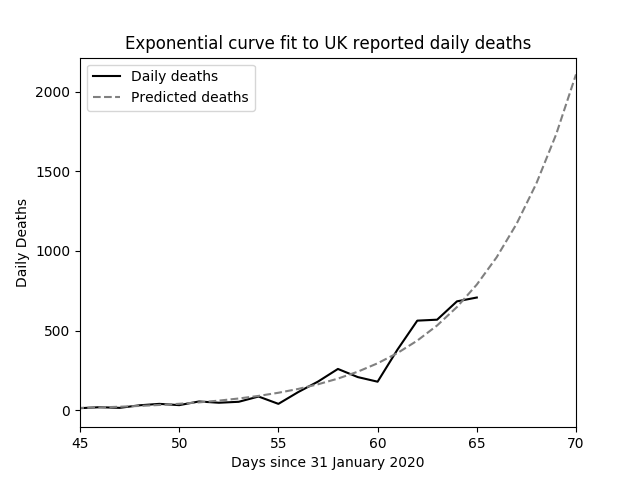 Exponential curve fit to UK reported daily deaths
Daily deaths
Predicted deaths
2000
1500
1000
500
0
Daily Deaths
45 50 55 60 65 70
Days since 31 January 2020